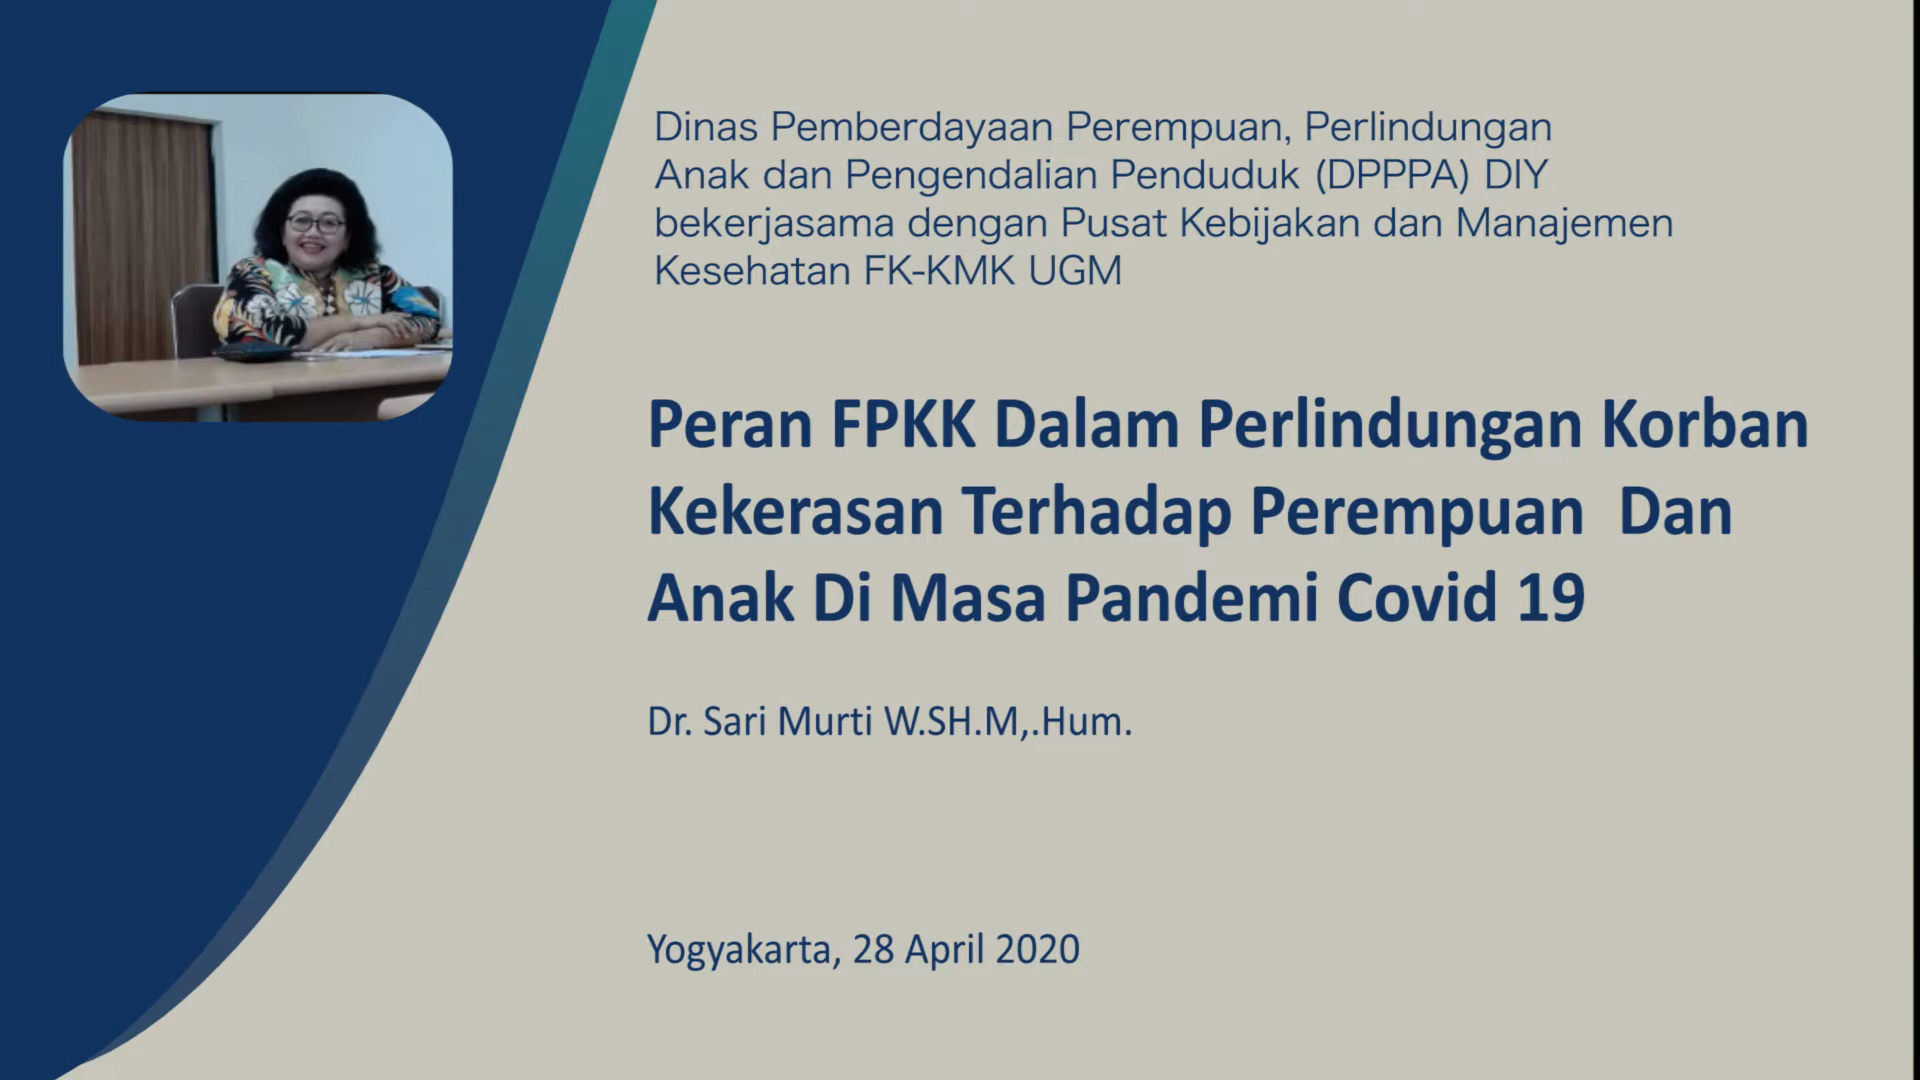 Dinas Pemberdayaan Perempuan, Perlindungan
Anak dan Pengendalian Penduduk (DPPPA) DIY
bekerjasama dengan Pusat Kebijakan dan Manajemen
Kesehatan FK-KMK UGM
Peran FPKK Dalam Perlindungan Korban
Kekerasan Terhadap Perempuan  Dan
Anak Di Masa Pandemi Covid 19
Dr. Sari Murti W.SH.M,.Hum.
Yogyakarta, 28 April 2020